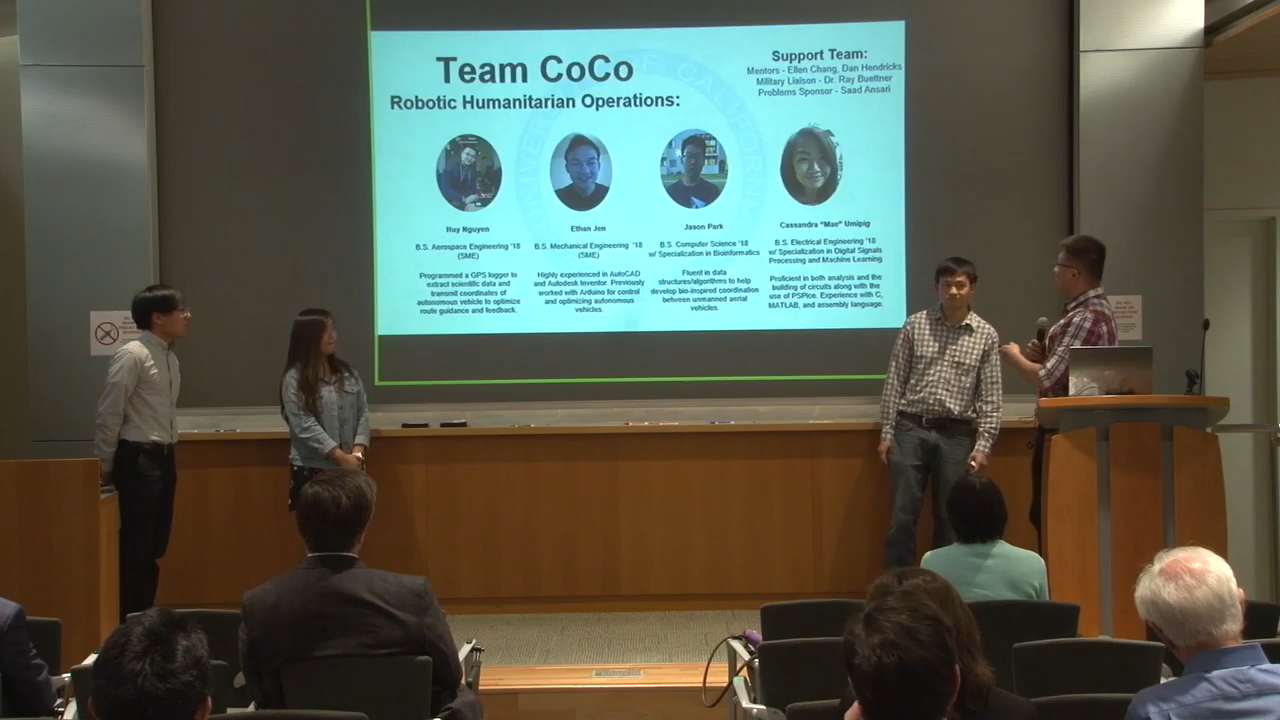 Team CoCo
Robotic Humanitarian Operations:
Support Team:
Mentors - Ellen Chang, Dan Hendricks
Military Liaison - Dr. Ray Buettner
Problems Sponsor - Saad Ansari
Huy Nguyen
B.S. Aerospace Engineering '18
(SME)
Programmed a GPS logger to
extract scientific data and
transmit coordinates of
autonomous vehicle to optimize
route guidance and feedback.
Ethan Jen
B.S. Mechanical Engineering '18
(SME)
Highly experienced in AutoCAD
and Autodesk Inventor. Previously
worked with Arduino for control
and optimizing autonomous
vehicles.
Jason Park
B.S. Computer Science '18
w/ Specialization in Bioinformatics
Fluent in data
structures/algorithms to help
develop bio-inspired coordination
between unmanned aerial
vehicles.
Cassandra "Mae" Umipig
B.S. Electrical Engineering '18
w/ Specialization in Digital Signals
Processing and Machine Learning
Proficient in both analysis and the
building of circuits along with the
use of PSPice. Experience with C,
MATLAB, and assembly language.